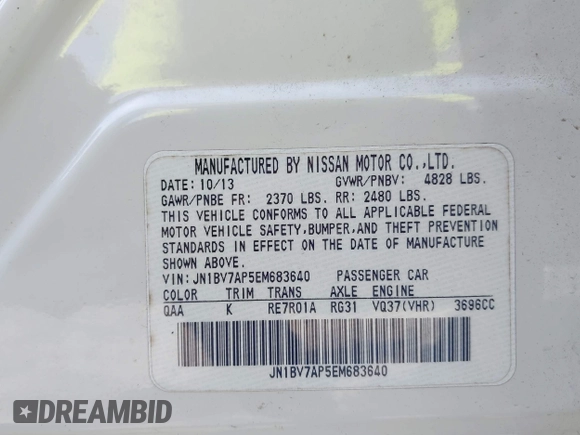 MANUFACTURED BY NISSAN MOTOR CO.,LTD.
DATE: 10/13 GVWR/PNBV: 4828 LBS.
GAWR/PNBE FR: 2370 LBS. RR: 2480 LBS.
THIS VEHICLE CONFORMS TO ALL APPLICABLE FEDERAL
MOTOR VEHICLE SAFETY,BUMPER,AND THEFT PREVENTION
STANDARDS IN EFFECT ON THE DATE OF MANUFACTURE
SHOWN ABOVE.
VIN:JN1BV7AP5EM683640 PASSENGER CAR
COLOR TRIM TRANS AXLE ENGINE
QAA K RE7R01A RG31 VQ37(VHR) 3696CC
JN1BV7AP5EM683640
DREAMBID